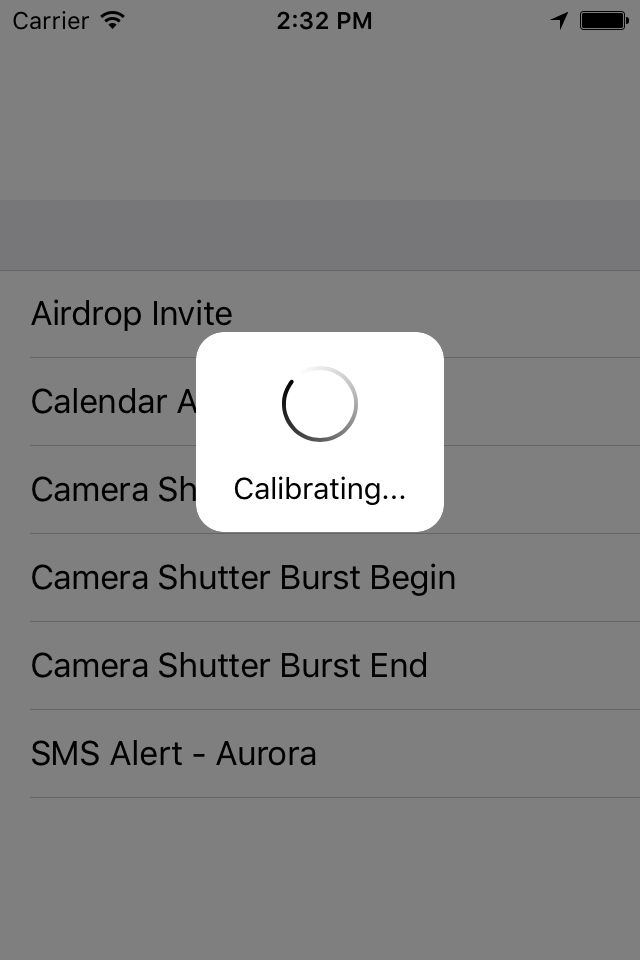 Carrier 2:32 PM
Airdrop Invite
Calendar
Camera
Calibrating...
Camera Shutter Burst Begin
Camera Shutter Burst End
SMS Alert - Aurora